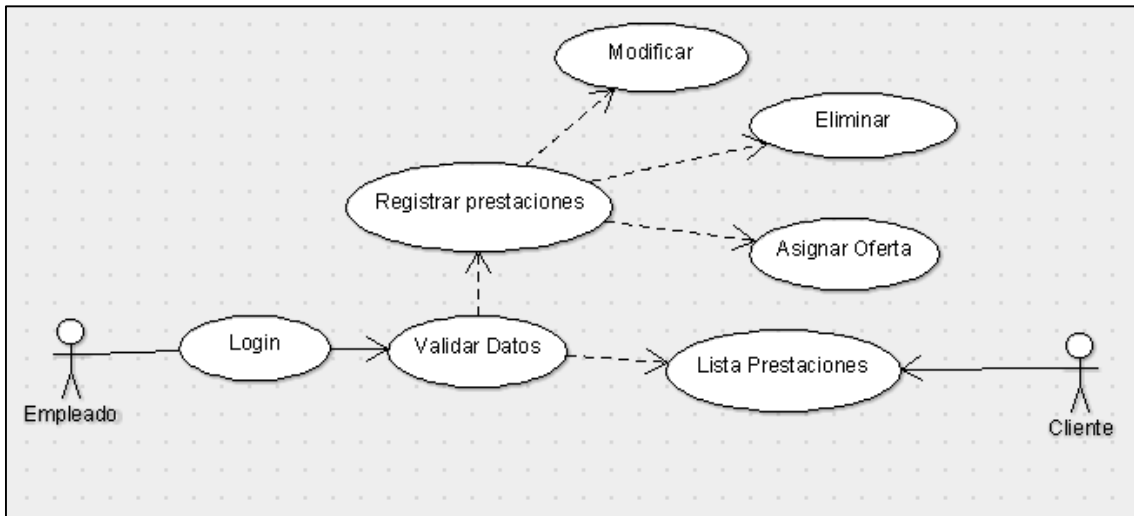 Modificar
Eliminar
Registrar prestaciones
Asignar Oferta
Login
Validar Datos
Lista Prestaciones
Empleado
Cliente